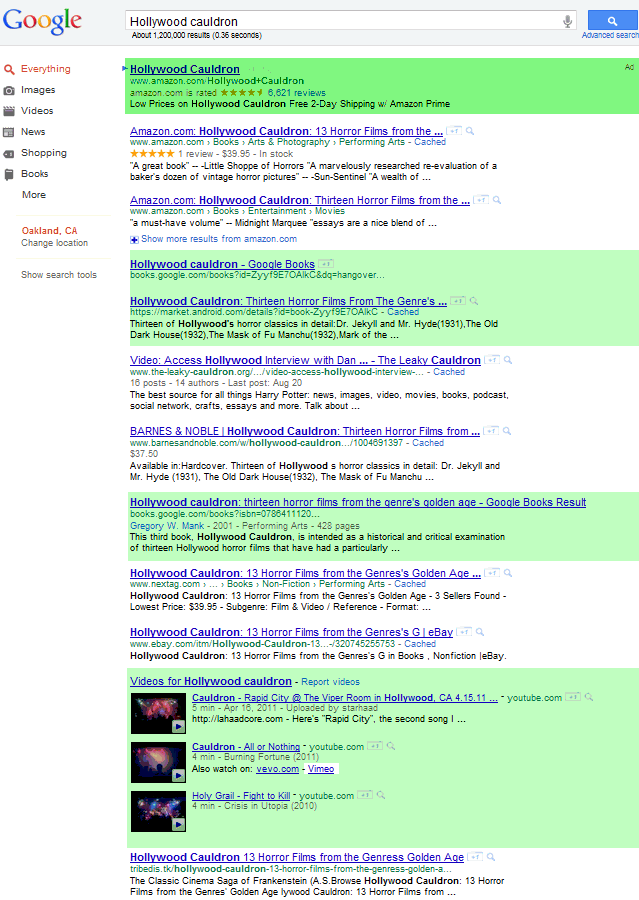 Google
Hollywood cauldron
About 1,200,000 results (0.36 seconds)
Advanced search
Everything
Images
Videos
News
Shopping
Books
More
Oakland, CA
Change location
Show search tools
Hollywood Cauldron
Ad
www.amazon.com/Hollywood+Cauldron
amazon.com is rated ★★★★★ 6,621 reviews
Low Prices on Hollywood Cauldron Free 2-Day Shipping w/ Amazon Prime
Amazon.com: Hollywood Cauldron: 13 Horror Films from the ... +1
www.amazon.com › Books › Arts & Photography › Performing Arts - Cached
★★★★★ 1 review - $39.95 - In stock
"A great book" -- -Little Shoppe of Horrors "A marvelously researched re-evaluation of a
baker's dozen of vintage horror pictures" -- -Sun-Sentinel "A wealth of ...
Amazon.com: Hollywood Cauldron: Thirteen Horror Films from the ... +1
www.amazon.com › Books › Entertainment › Movies
"a must-have volume" -- Midnight Marquee "essays are a nice blend of ...
Show more results from amazon.com
Hollywood cauldron - Google Books +1
books.google.com/books?id=Zyyf9E7OAlkC&dq=hangover...
Hollywood Cauldron: Thirteen Horror Films From The Genre's ... +1
https://market.android.com/details?id=book-Zyyf9E7OAlkC - Cached
Thirteen of Hollywood's horror classics in detail:Dr. Jekyll and Mr. Hyde(1931),The Old
Dark House(1932),The Mask of Fu Manchu(1932),Mark of the ...
Video: Access Hollywood Interview with Dan ... - The Leaky Cauldron +1
www.the-leaky-cauldron.org/.../video-access-hollywood-interview-... - Cached
16 posts - 14 authors - Last post: Aug 20
The best source for all things Harry Potter: news, images, video, movies, books, podcast,
social network, crafts, essays and more. Talk about ...
BARNES & NOBLE | Hollywood Cauldron: Thirteen Horror Films from ... +1
www.barnesandnoble.com/w/hollywood-cauldron.../1004691397 - Cached
$37.50
Available in:Hardcover. Thirteen of Hollywood s horror classics in detail: Dr. Jekyll and
Mr. Hyde (1931), The Old Dark House(1932), The Mask of Fu Manchu ...
Hollywood cauldron: thirteen horror films from the genre's golden age - Google Books Result
books.google.com/books?isbn=0786411120...
Gregory W. Mank - 2001 - Performing Arts - 428 pages
This third book, Hollywood Cauldron, is intended as a historical and critical examination
of thirteen Hollywood horror films that have had a particularly ...
Hollywood Cauldron: 13 Horror Films from the Genres's Golden Age ... +1
www.nextag.com › ... › Books › Non-Fiction › Performing Arts - Cached
Hollywood Cauldron: 13 Horror Films from the Genres's Golden Age - 3 Sellers Found -
Lowest Price: $39.95 - Subgenre: Film & Video / Reference - Format: ...
Hollywood Cauldron: 13 Horror Films from the Genres's G | eBay +1
www.ebay.com/itm/Hollywood-Cauldron-13...-/320745255753 - Cached
Hollywood Cauldron: 13 Horror Films from the Genres's G in Books , Nonfiction |eBay.
Videos for Hollywood cauldron - Report videos
Cauldron - Rapid City @ The Viper Room in Hollywood, CA 4.15.11 ... - youtube.com +1
5 min - Apr 16, 2011 - Uploaded by starhaad
http://lahaadcore.com - Here's "Rapid City", the second song I ...
Cauldron - All or Nothing - youtube.com +1
4 min - Burning Fortune (2011)
Also watch on: vevo.com - Vimeo
Holy Grail - Fight to Kill - youtube.com +1
4 min - Crisis in Utopia (2010)
Hollywood Cauldron 13 Horror Films from the Genress Golden Age +1
tribedis.tk/hollywood-cauldron-13-horror-films-from-the-genress-golden-a...
The Classic Cinema Saga of Frankenstein (A.S.Browse Hollywood Cauldron: 13 Horror
Films from the Genres' Golden Age lywood Cauldron: 13 Horror Films from ...